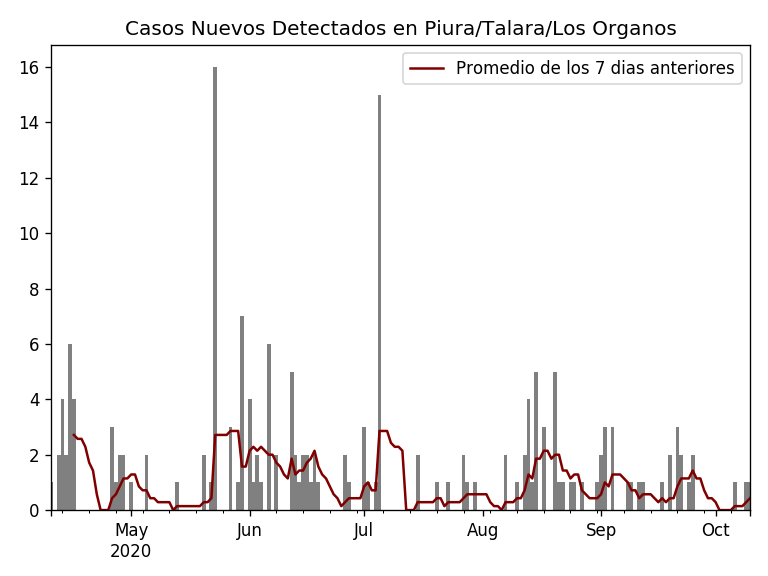 Casos Nuevos Detectados en Piura/Talara/Los Organos
Promedio de los 7 dias anteriores
16
14
12
10
8
6
4
2
0
May
2020
Jun
Jul
Aug
Sep
Oct